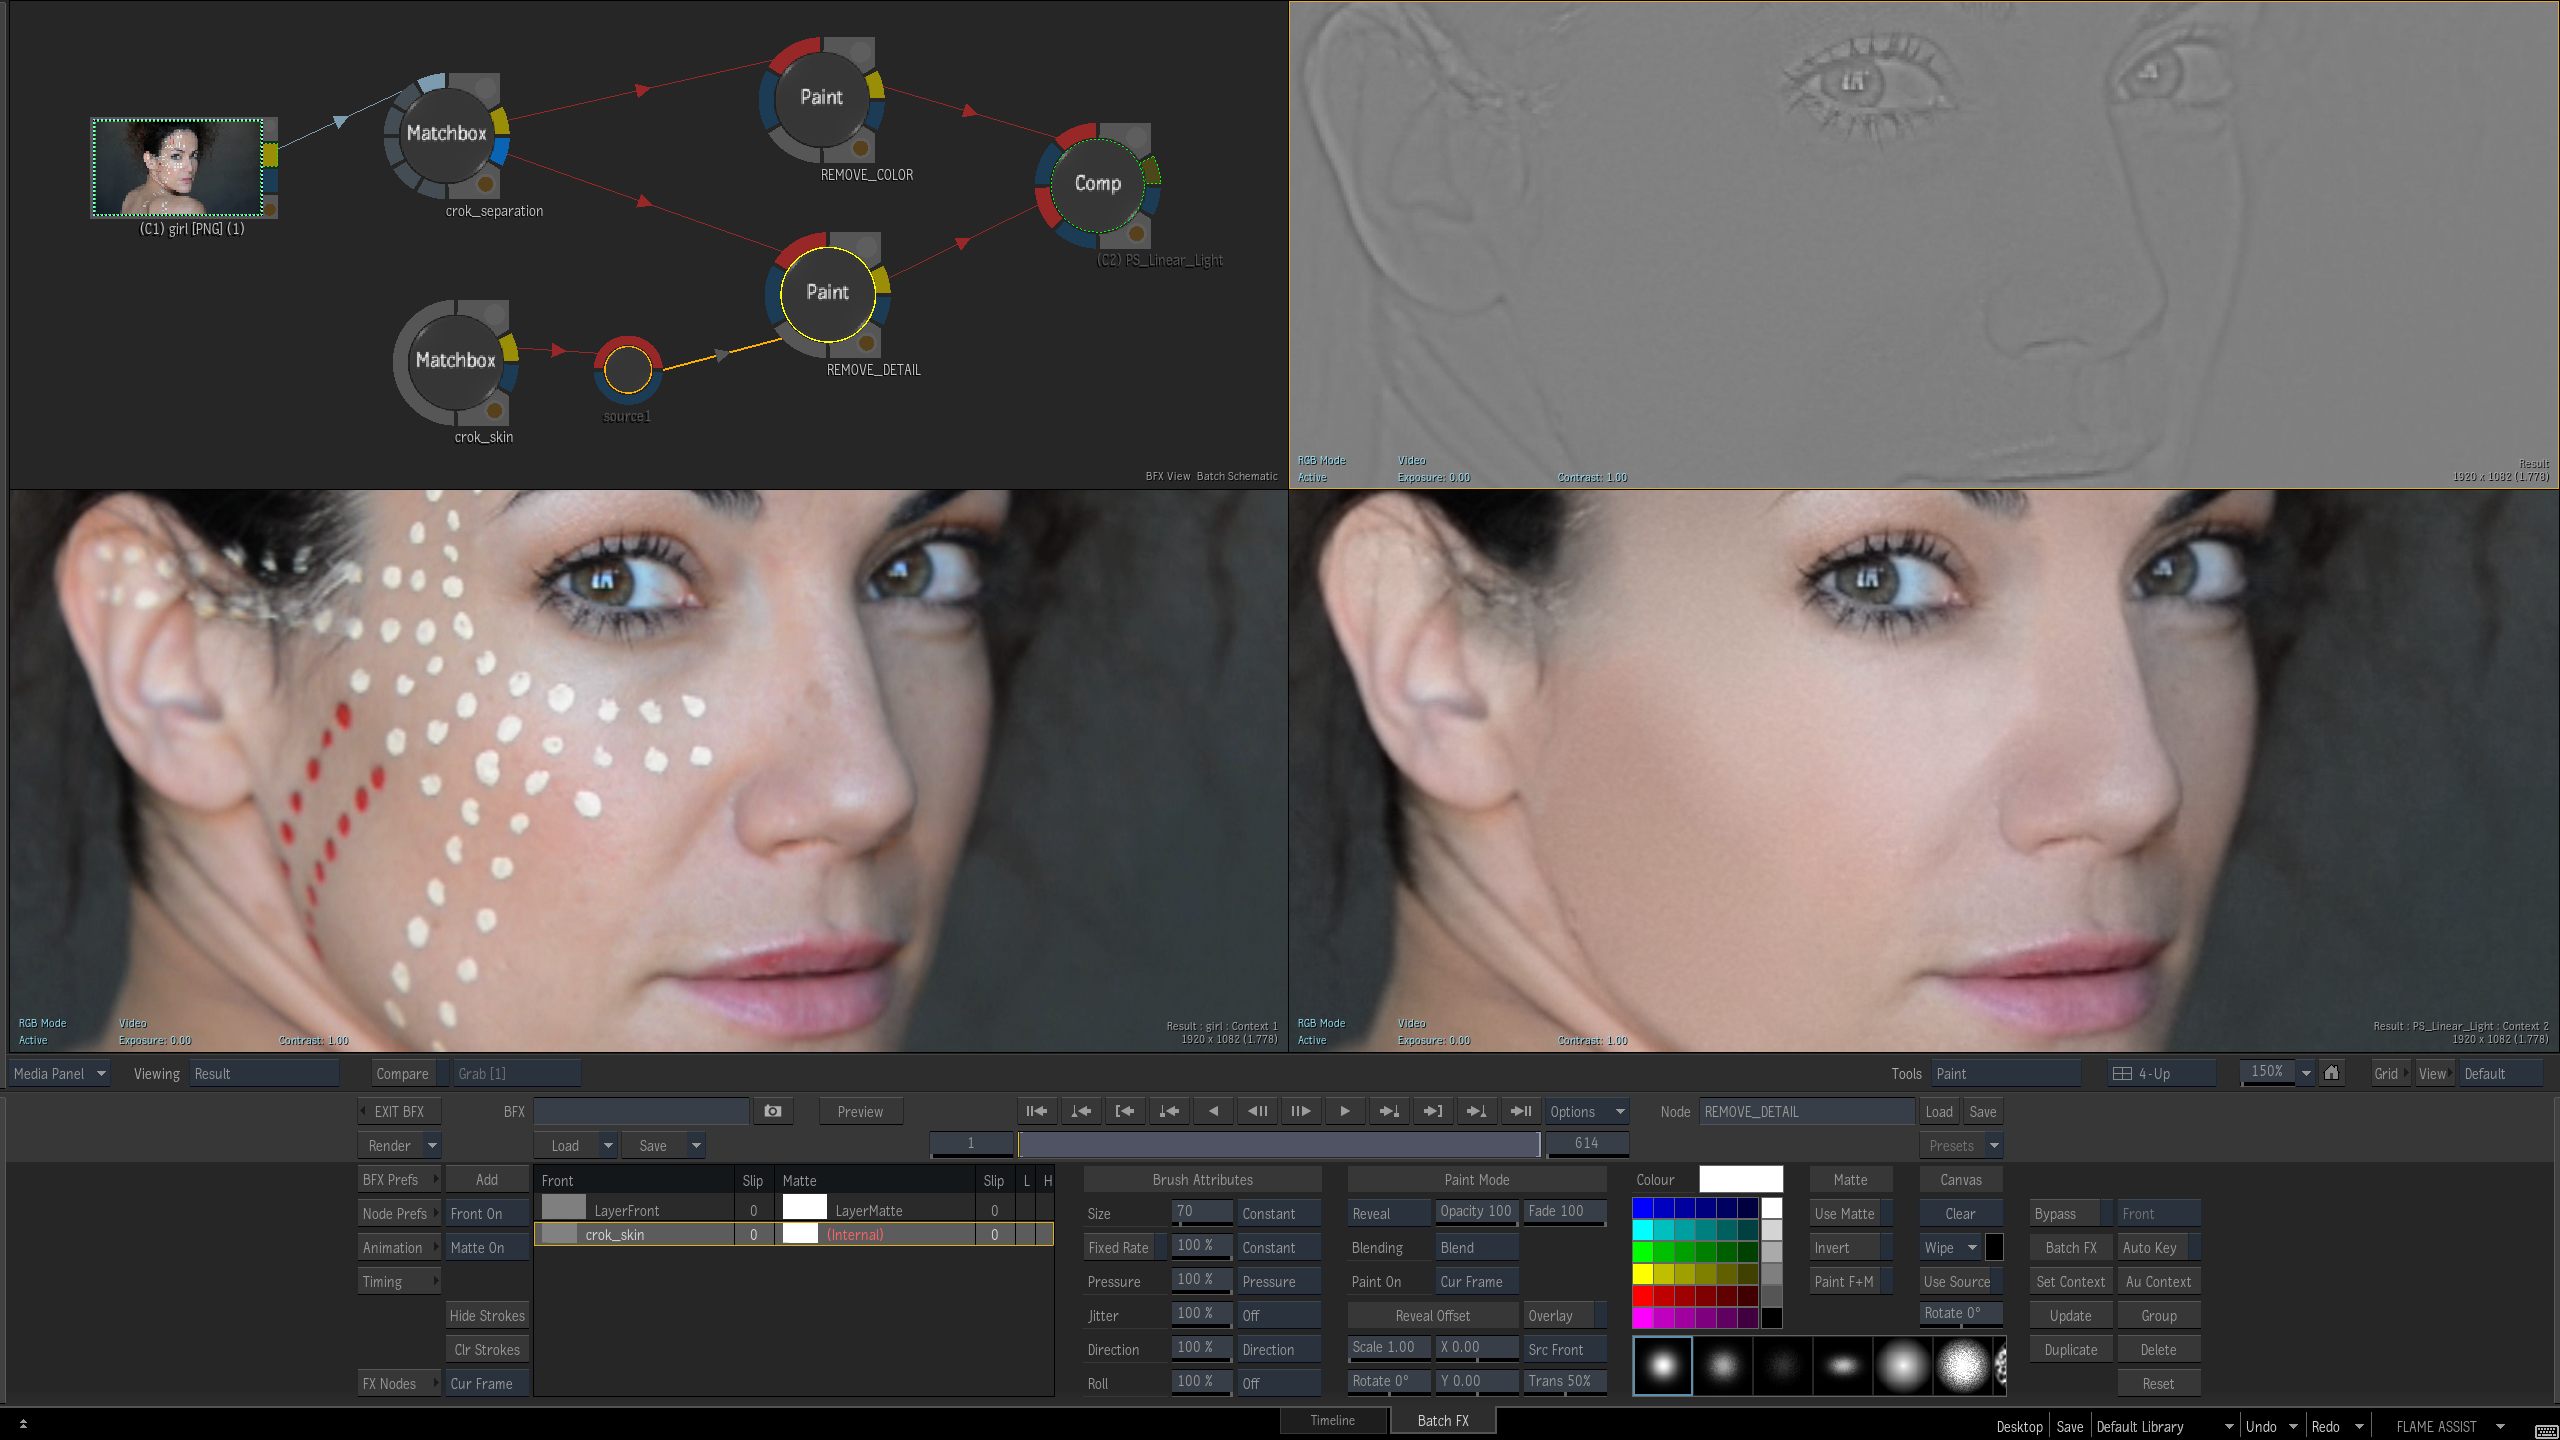 Paint
REMOVE_COLOR
Matchbox
crok_separation
Comp
(C2) PS_Linear_Light
(C1) girl [PNG] (1)
Paint
REMOVE_DETAIL
Matchbox
crok_skin
source1
BFX View Batch Schematic
RGB Mode Video Result
Active Exposure: 0.00 Contrast: 1.00 1920 x 1082 (1.778)
RGB Mode Video Result : girl : Context 1
Active Exposure: 0.00 Contrast: 1.00 1920 x 1082 (1.778)
RGB Mode Video Result : PS_Linear_Light : Context 2
Active Exposure: 0.00 Contrast: 1.00 1920 x 1082 (1.778)
Media Panel Viewing Result Compare Grab [1] Tools Paint 4-Up 150% Grid View Default
EXIT BFX BFX Preview Options Node REMOVE_DETAIL Load Save
Render Load Save 1 614 Presets
BFX Prefs Add Front Slip Matte Slip L H Brush Attributes Paint Mode Colour Matte Canvas
LayerFront 0 LayerMatte 0
Node Prefs Front On Size 70 Constant Reveal Opacity 100 Fade 100 Use Matte Clear Bypass Front
crok_skin 0 (Internal) 0
Animation Matte On Fixed Rate 100 % Constant Blending Blend Invert Wipe Batch FX Auto Key
Timing Pressure 100 % Pressure Paint On Cur Frame Paint F+M Use Source Set Context Au Context
Hide Strokes Jitter 100 % Off Reveal Offset Overlay Rotate 0° Update Group
Clr Strokes Direction 100 % Direction Scale 1.00 X 0.00 Src Front Duplicate Delete
FX Nodes Cur Frame Roll 100 % Off Rotate 0° Y 0.00 Trans 50% Reset
Timeline Batch FX Desktop Save Default Library Undo Redo FLAME ASSIST